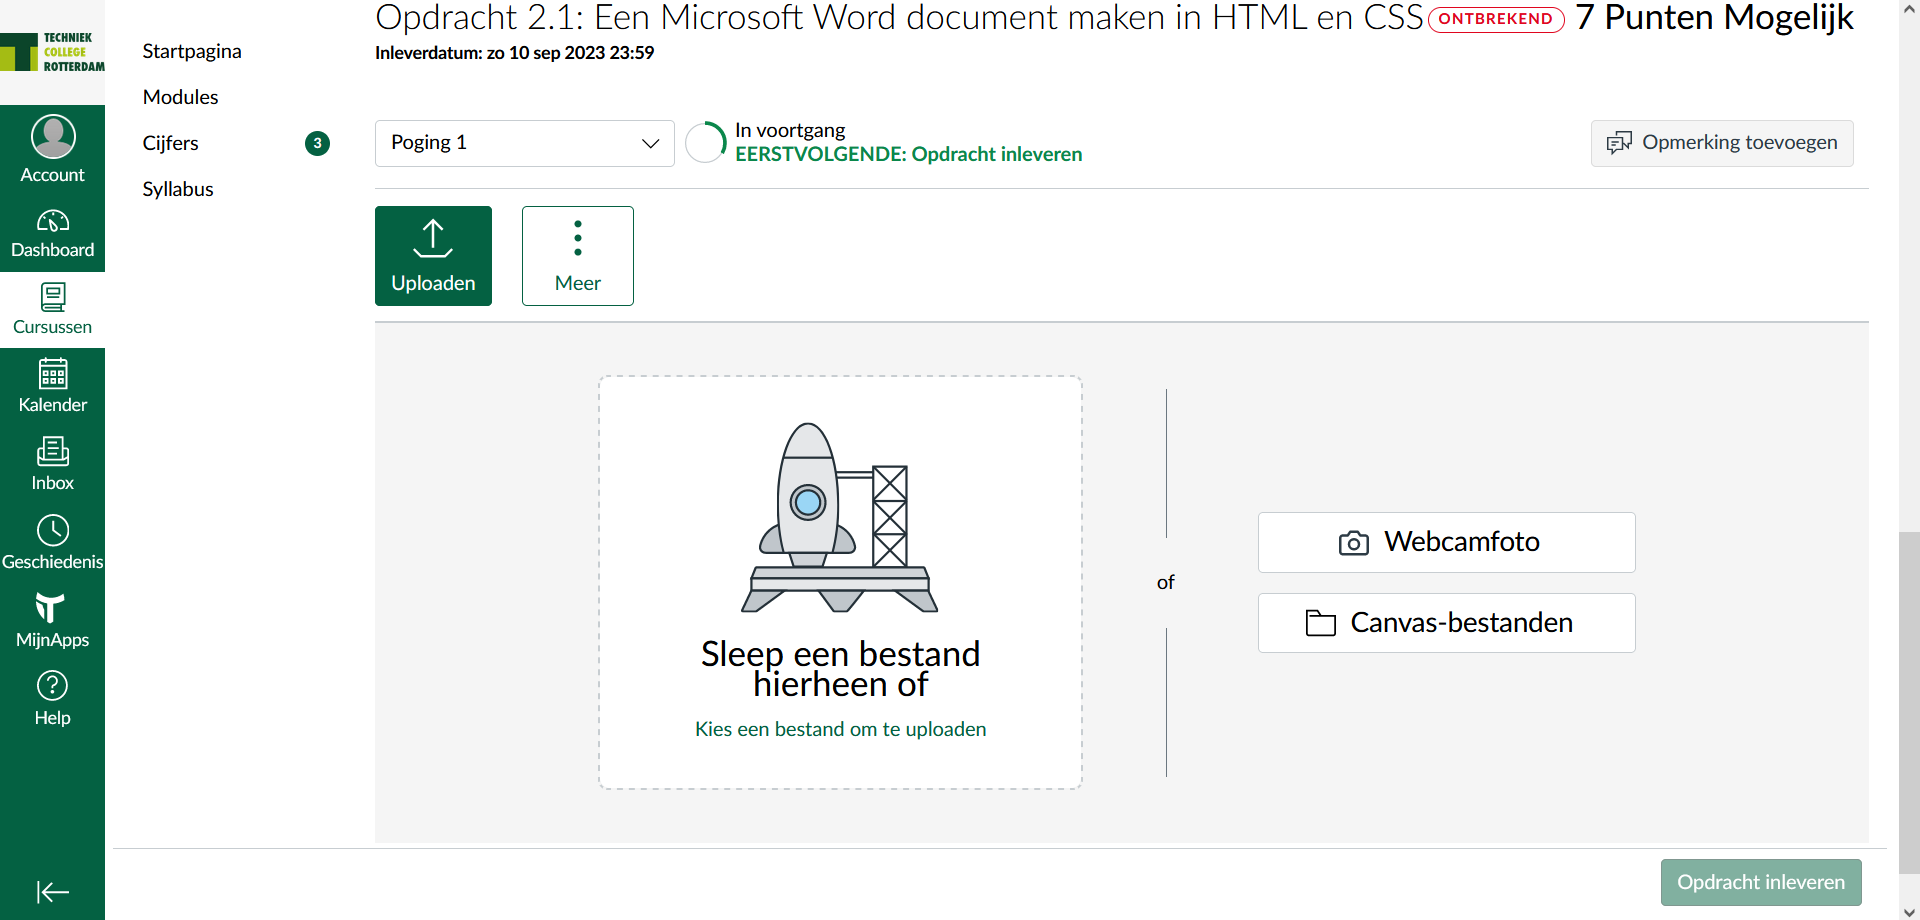 TECHNIEK
COLLEGE
ROTTERDAM
Account
Dashboard
Cursussen
Kalender
Inbox
Geschiedenis
MijnApps
Help
Startpagina
Modules
Cijfers 3
Syllabus
Opdracht 2.1: Een Microsoft Word document maken in HTML en CSS ONTBREKEND 7 Punten Mogelijk
Inleverdatum: zo 10 sep 2023 23:59
Poging 1
In voortgang
EERSTVOLGENDE: Opdracht inleveren
Opmerking toevoegen
Uploaden
Meer
Sleep een bestand
hierheen of
Kies een bestand om te uploaden
of
Webcamfoto
Canvas-bestanden
Opdracht inleveren